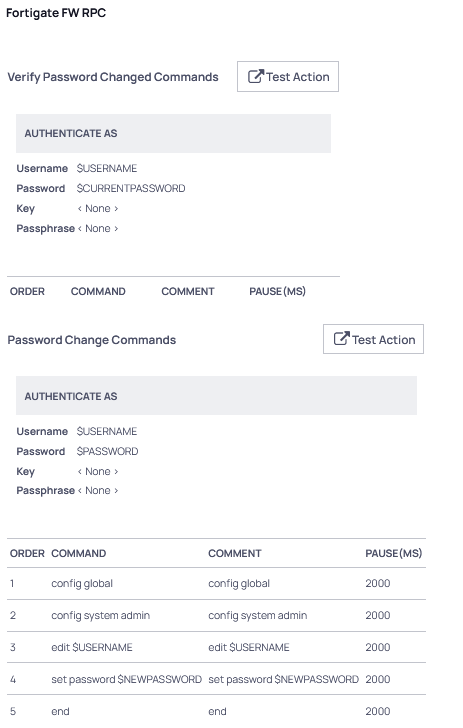 Fortigate FW RPC
Verify Password Changed Commands
Test Action
AUTHENTICATE AS
Username $USERNAME
Password $CURRENTPASSWORD
Key < None >
Passphrase < None >
ORDER COMMAND COMMENT PAUSE(MS)
Password Change Commands
Test Action
AUTHENTICATE AS
Username $USERNAME
Password $PASSWORD
Key < None >
Passphrase < None >
ORDER COMMAND COMMENT PAUSE(MS)
1 config global config global 2000
2 config system admin config system admin 2000
3 edit $USERNAME edit $USERNAME 2000
4 set password $NEWPASSWORD set password $NEWPASSWORD 2000
5 end end 2000